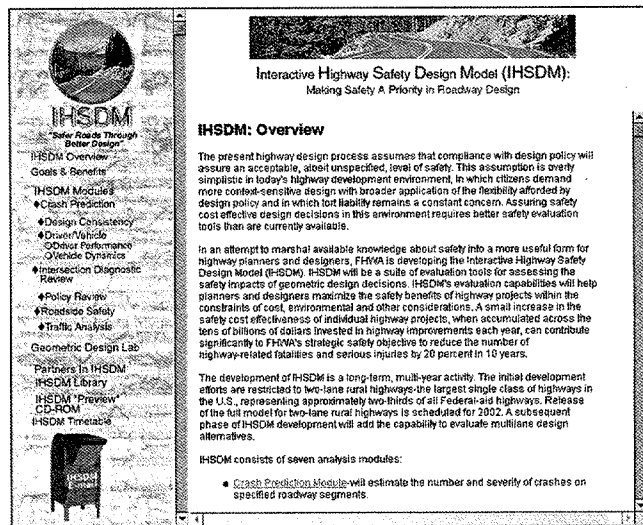 IHSDM
"Safer Roads Through
Better Design"
IHSDM Overview
Goals & Benefits
IHSDM Modules
Crash Prediction
Design Consistency
Driver/Vehicle
Driver Performance
Vehicle Dynamics
Intersection Diagnostic
Review
Policy Review
Roadside Safety
Traffic Analysis
Geometric Design Lab
Partners In IHSDM
IHSDM Library
IHSDM "Preview"
CD-ROM
IHSDM Timetable
IHSDM
Interactive Highway Safety Design Model (IHSDM):
Making Safety A Priority in Roadway Design
IHSDM: Overview
The present highway design process assumes that compliance with design policy will
assure an acceptable, albeit unspecified, level of safety. This assumption is overly
simplistic in today's highway development environment, in which citizens demand
more context-sensitive design with broader application of the flexibility afforded by
design policy and in which tort liability remains a constant concern. Assuring safety
cost effective design decisions in this environment requires better safety evaluation
tools than are currently available.
In an attempt to marshal available knowledge about safety into a more useful form for
highway planners and designers, FHWA is developing the Interactive Highway Safety
Design Model (IHSDM). IHSDM will be a suite of evaluation tools for assessing the
safety impacts of geometric design decisions. IHSDM's evaluation capabilities will help
planners and designers maximize the safety benefits of highway projects within the
constraints of cost, environmental and other considerations. A small increase in the
safety cost effectiveness of individual highway projects, when accumulated across the
tens of billions of dollars invested in highway improvements each year, can contribute
significantly to FHWA's strategic safety objective to reduce the number of
highway-related fatalities and serious injuries by 20 percent in 10 years.
The development of IHSDM is a long-term, multi-year activity. The initial development
efforts are restricted to two-lane rural highways-the largest single class of highways in
the U.S., representing approximately two-thirds of all Federal-aid highways. Release
of the full model for two-lane rural highways is scheduled for 2002. A subsequent
phase of IHSDM development will add the capability to evaluate multilane design
alternatives.
IHSDM consists of seven analysis modules:
Crash Prediction Module-will estimate the number and severity of crashes on
specified roadway segments.